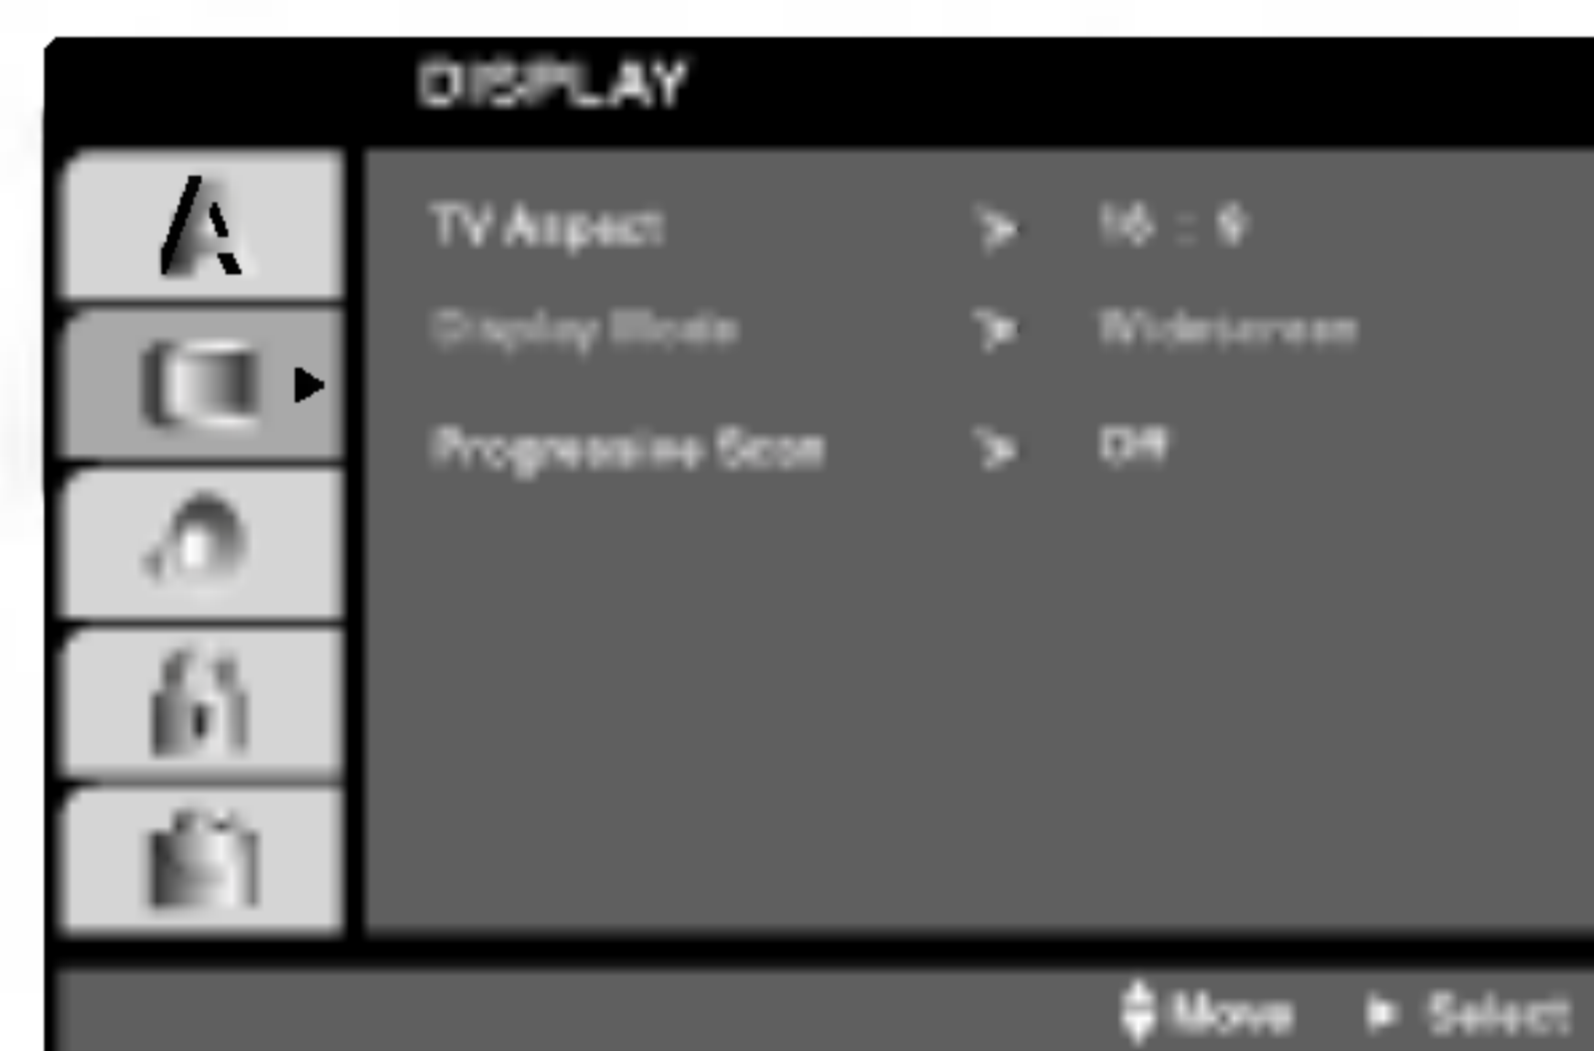 DISPLAY
TV Aspect > 16 : 9
Display Mode > Widescreen
Progressive Scan > Off
Move Select